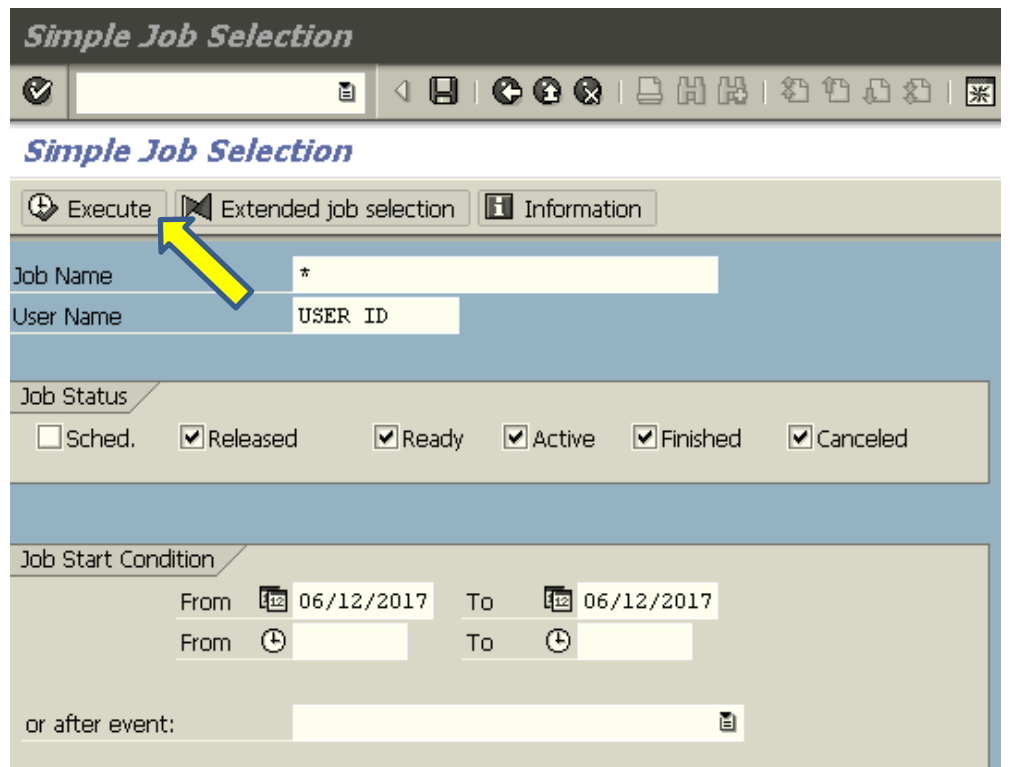 Simple Job Selection
Simple Job Selection
Execute Extended job selection Information
Job Name *
User Name USER ID
Job Status
Sched. Released Ready Active Finished Canceled
Job Start Condition
From 06/12/2017 To 06/12/2017
From To
or after event: